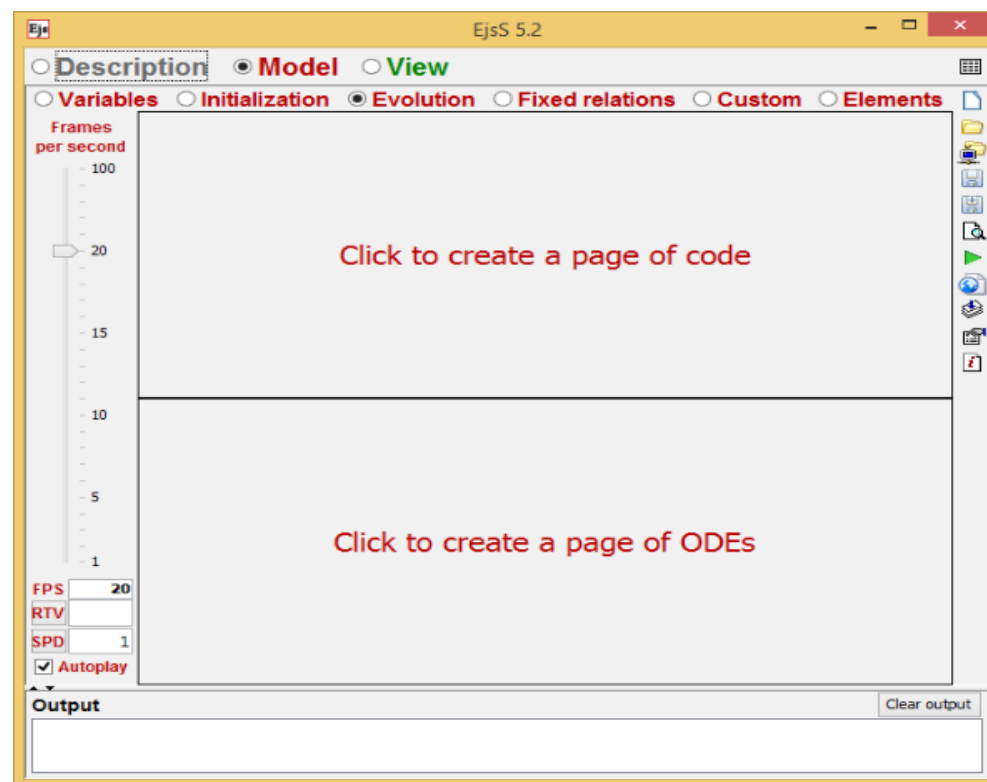 Ejs EjsS 5.2
Description Model View
Variables Initialization Evolution Fixed relations Custom Elements
Frames
per second
100
20
15
10
5
1
Click to create a page of code
Click to create a page of ODEs
FPS 20
RTV
SPD 1
Autoplay
Output Clear output